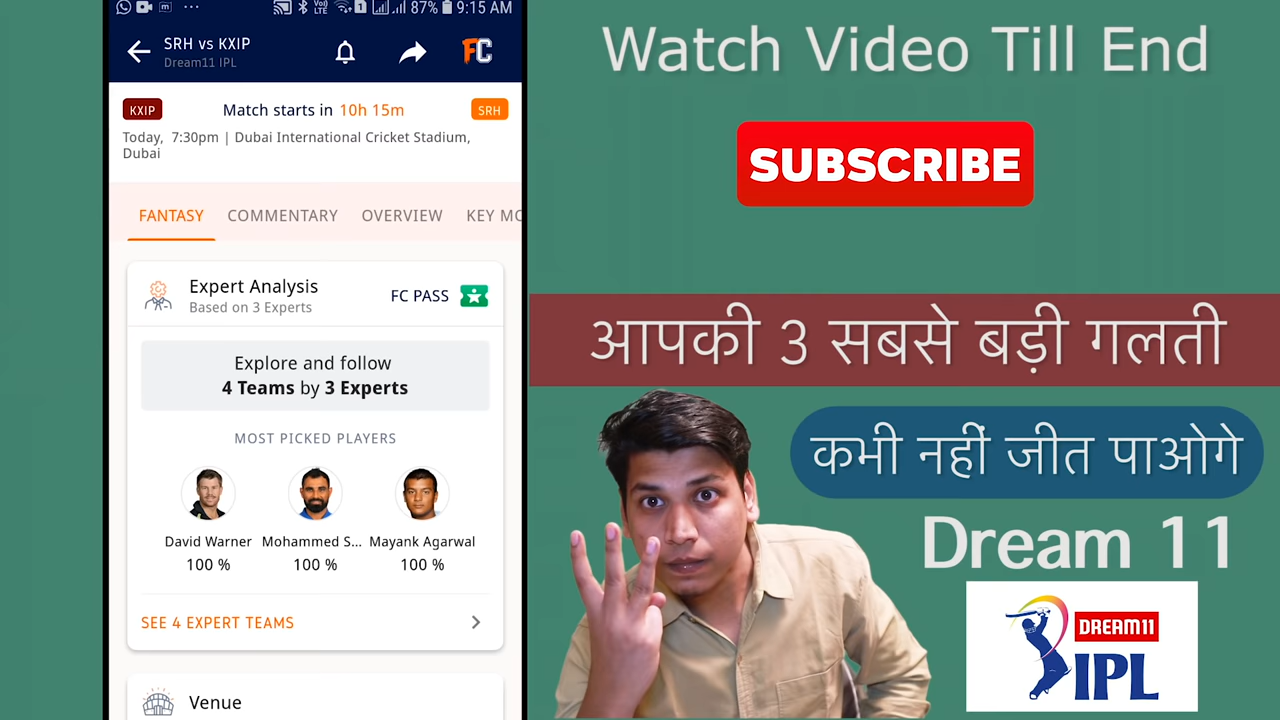 87% 9:15 AM
SRH vs KXIP
Dream11 IPL
FC
KXIP
Match starts in 10h 15m
SRH
Today, 7:30pm | Dubai International Cricket Stadium,
Dubai
FANTASY COMMENTARY OVERVIEW KEY MO
Expert Analysis
Based on 3 Experts
FC PASS
Explore and follow
4 Teams by 3 Experts
MOST PICKED PLAYERS
David Warner Mohammed S... Mayank Agarwal
100 % 100 % 100 %
SEE 4 EXPERT TEAMS
Venue
Watch Video Till End
SUBSCRIBE
आपकी 3 सबसे बड़ी गलती
कभी नहीं जीत पाओगे
Dream 11
DREAM11
IPL